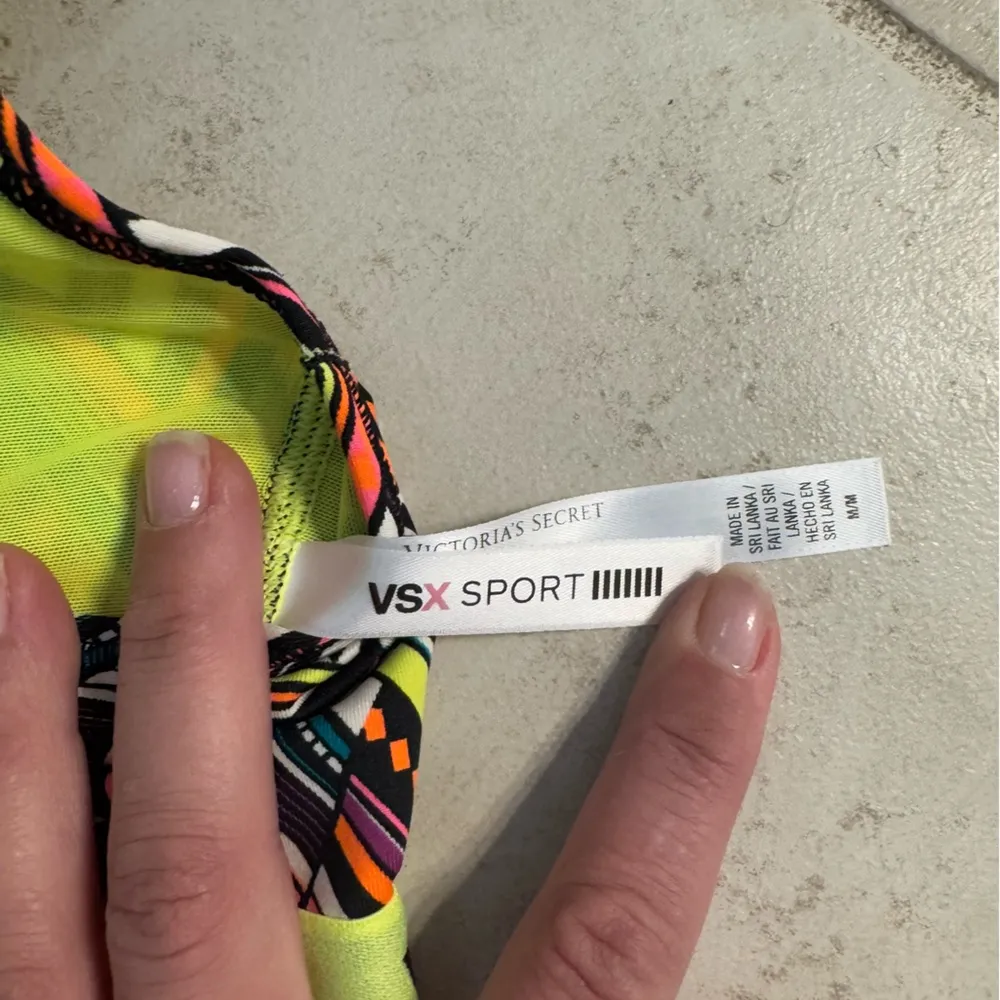 VICTORIA'S SECRET
VSX SPORT
MADE IN
SRI LANKA /
FAIT AU SRI
LANKA /
HECHO EN
SRI LANKA
M/M